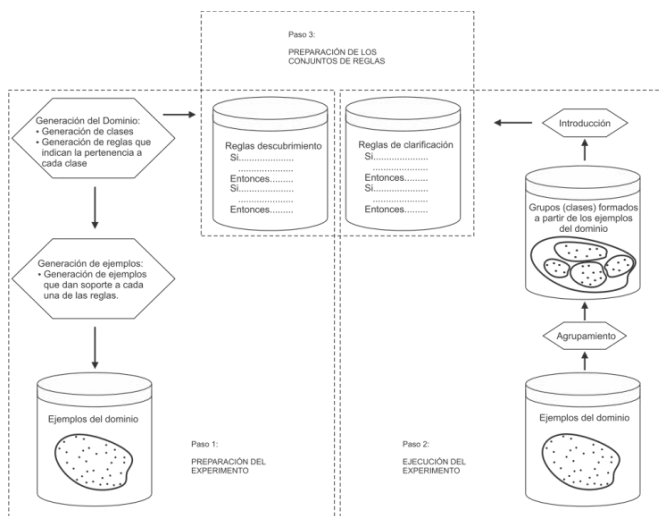 Paso 3:
PREPARACIÓN DE LOS
CONJUNTOS DE REGLAS
Generación del Dominio:
• Generación de clases
• Generación de reglas que
indican la pertenencia a
cada clase
Reglas descubrimiento
Si.....................
.....................
Entonces.........
Si.....................
.....................
Entonces.........
Reglas de clarificación
Si.....................
.....................
Entonces.........
Si.....................
.....................
Entonces.........
Introducción
Grupos (clases) formados
a partir de los ejemplos
del dominio
Generación de ejemplos:
• Generación de ejemplos
que dan soporte a cada
una de las reglas.
Agrupamiento
Ejemplos del dominio
Paso 1:
PREPARACIÓN DEL
EXPERIMENTO
Paso 2:
EJECUCIÓN DEL
EXPERIMENTO
Ejemplos del dominio